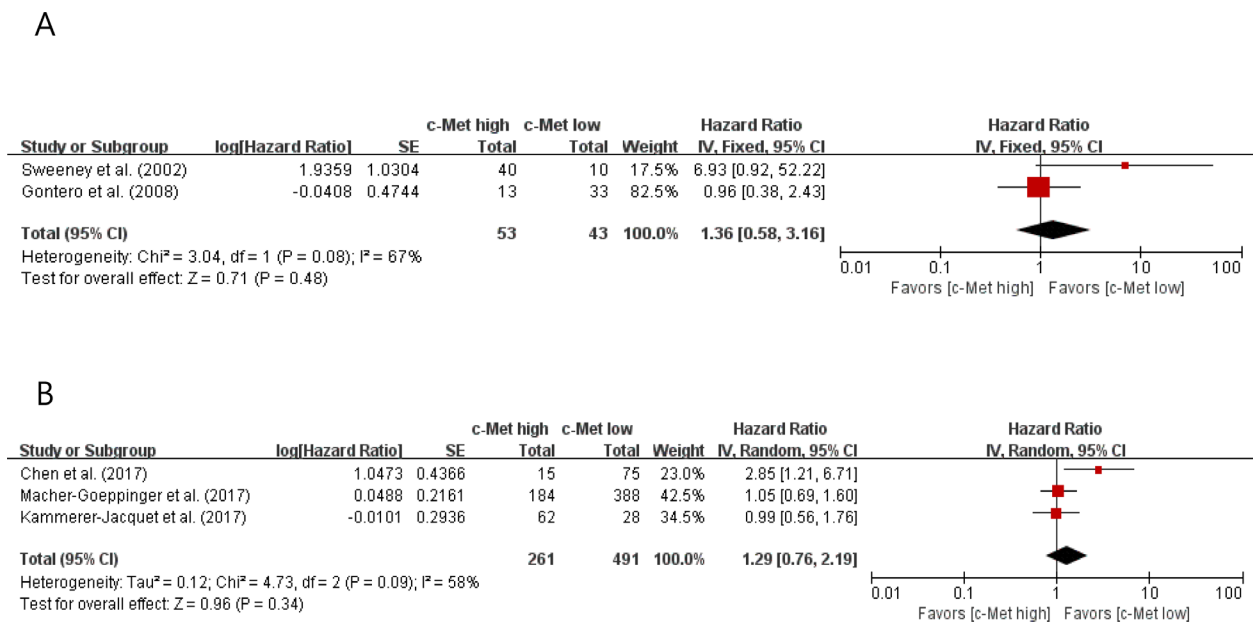 A
c-Met high c-Met low Hazard Ratio Hazard Ratio
Study or Subgroup log[Hazard Ratio] SE Total Total Weight IV, Fixed, 95% CI IV, Fixed, 95% CI
Sweeney et al. (2002) 1.9359 1.0304 40 10 17.5% 6.93 [0.92, 52.22]
Gontero et al. (2008) -0.0408 0.4744 13 33 82.5% 0.96 [0.38, 2.43]
Total (95% CI) 53 43 100.0% 1.36 [0.58, 3.16]
Heterogeneity: Chi² = 3.04, df = 1 (P = 0.08); I² = 67%
Test for overall effect: Z = 0.71 (P = 0.48)
0.01 0.1 1 10 100
Favors [c-Met high] Favors [c-Met low]
B
c-Met high c-Met low Hazard Ratio Hazard Ratio
Study or Subgroup log[Hazard Ratio] SE Total Total Weight IV, Random, 95% CI IV, Random, 95% CI
Chen et al. (2017) 1.0473 0.4366 15 75 23.0% 2.85 [1.21, 6.71]
Macher-Goeppinger et al. (2017) 0.0488 0.2161 184 388 42.5% 1.05 [0.69, 1.60]
Kammerer-Jacquet et al. (2017) -0.0101 0.2936 62 28 34.5% 0.99 [0.56, 1.76]
Total (95% CI) 261 491 100.0% 1.29 [0.76, 2.19]
Heterogeneity: Tau² = 0.12; Chi² = 4.73, df = 2 (P = 0.09); I² = 58%
Test for overall effect: Z = 0.96 (P = 0.34)
0.01 0.1 1 10 100
Favors [c-Met high] Favors [c-Met low]